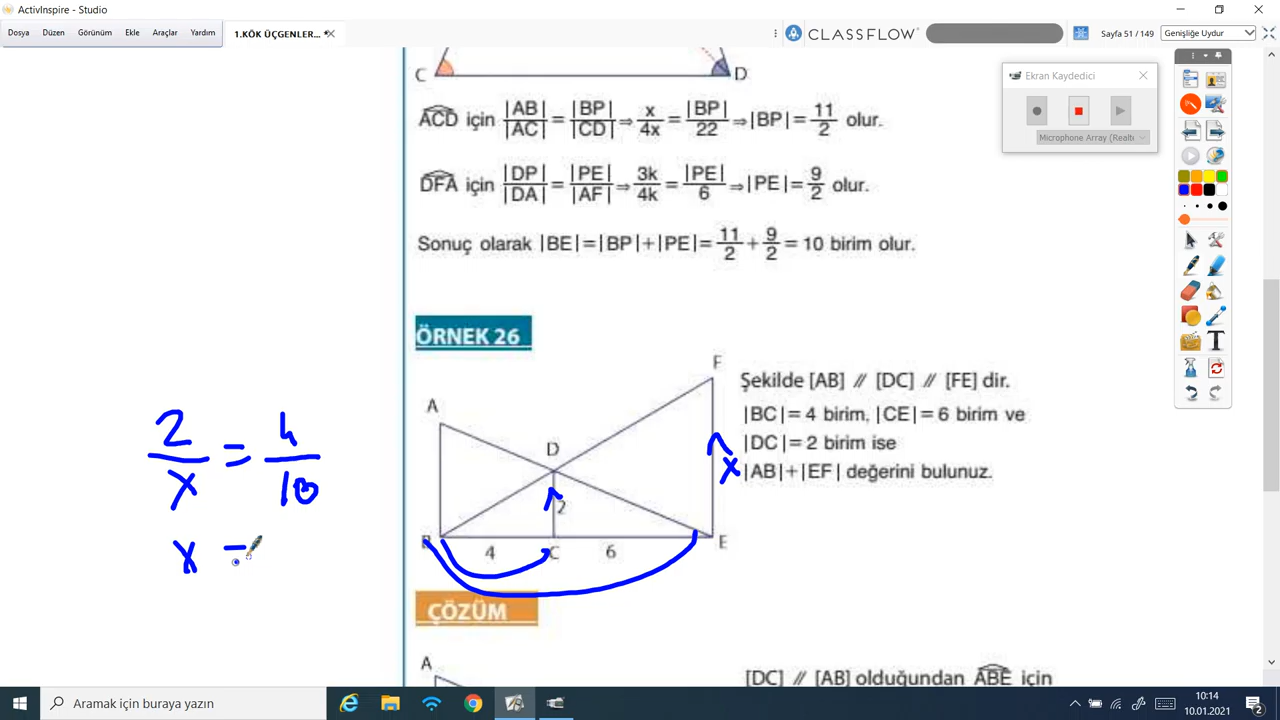 ActivInspire - Studio
Dosya Düzen Görünüm Ekle Araçlar Yardım
1.KÖK ÜÇGENLER...
CLASSFLOW
Sayfa 51 / 149
Genişliğe Uydur
Ekran Kaydedici
Microphone Array (Realt
C D
ACD için |AB|/|AC| = |BP|/|CD| ⇒ x/4x = |BP|/22 ⇒ |BP| = 11/2 olur.
DFA için |DP|/|DA| = |PE|/|AF| ⇒ 3k/4k = |PE|/6 ⇒ |PE| = 9/2 olur.
Sonuç olarak |BE|=|BP|+|PE|= 11/2 + 9/2 = 10 birim olur.
ÖRNEK 26
F
A
D
2
B 4 C 6 E
x
Şekilde [AB] // [DC] // [FE] dir.
|BC|= 4 birim, |CE|= 6 birim ve
|DC|= 2 birim ise
|AB|+|EF| değerini bulunuz.
2/x = 4/10
x =
ÇÖZÜM
A
[DC] // [AB] olduğundan ABE için
Aramak için buraya yazın
10:14
10.01.2021
2